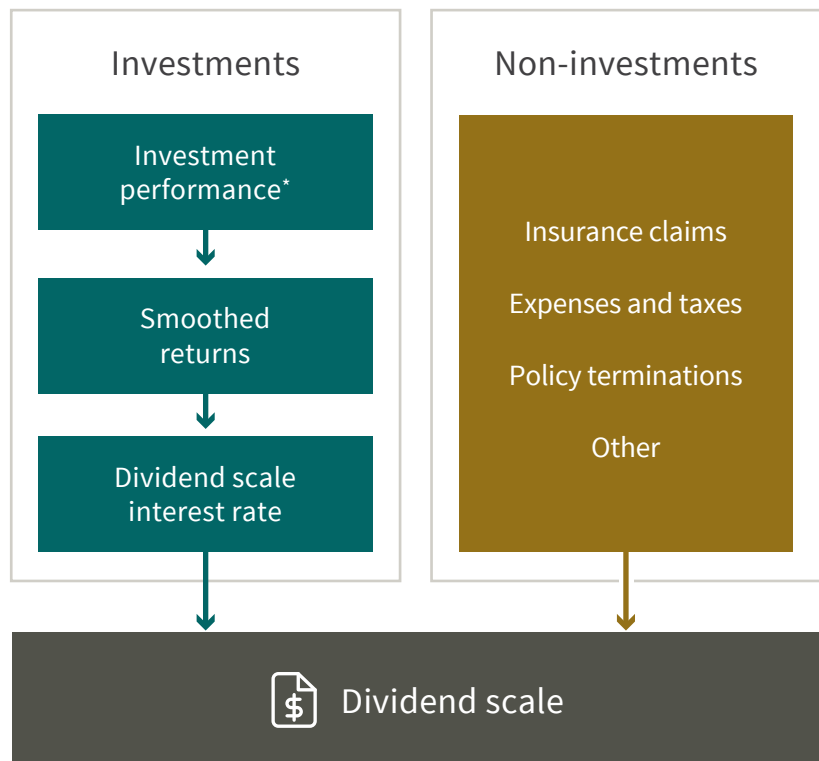 Investments
Investment
performance*
Smoothed
returns
Dividend scale
interest rate
Non-investments
Insurance claims
Expenses and taxes
Policy terminations
Other
$
Dividend scale